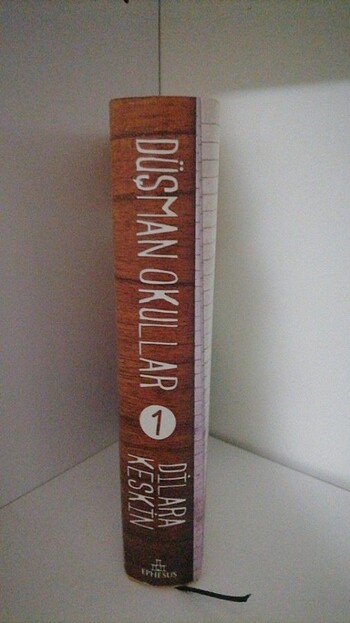 DÜŞMAN OKULLAR
1
DİLARA
KESKİN
EPHESUS